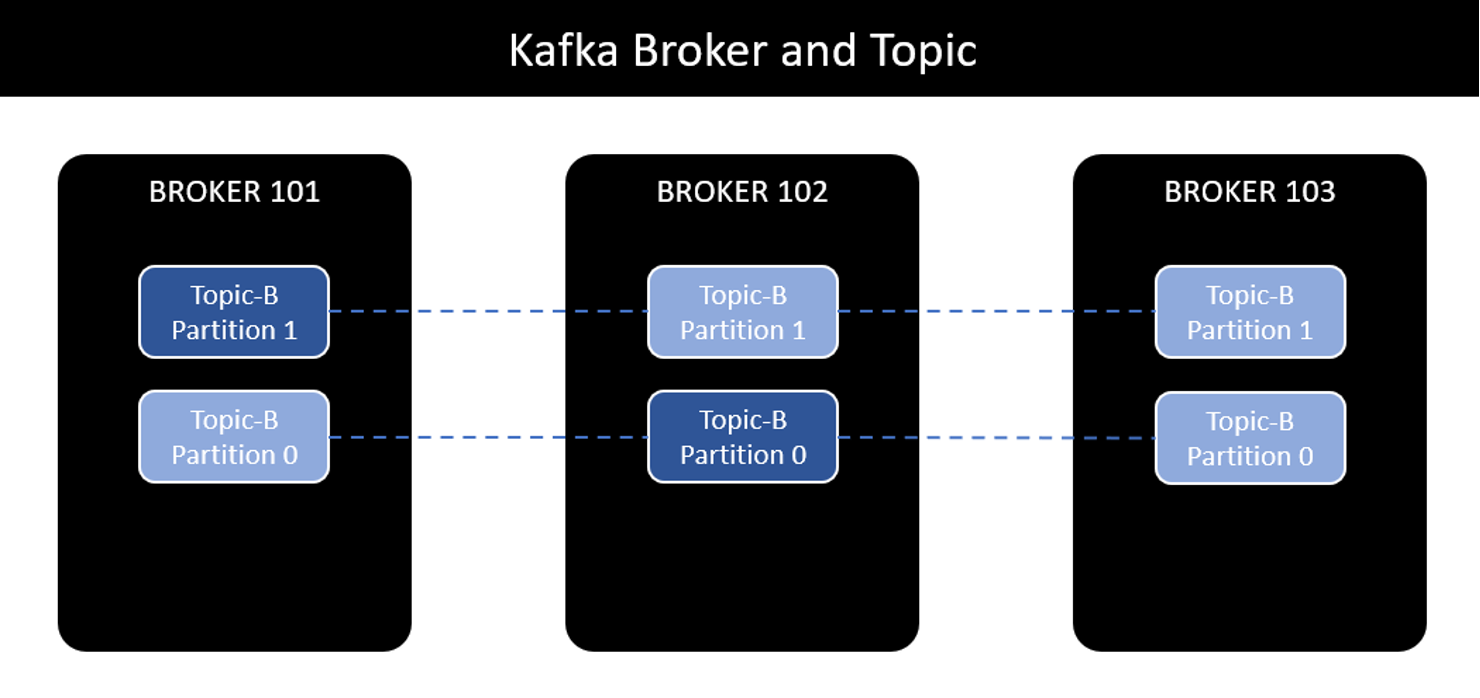 Kafka Broker and Topic
BROKER 101
Topic-B
Partition 1
Topic-B
Partition 0
BROKER 102
Topic-B
Partition 1
Topic-B
Partition 0
BROKER 103
Topic-B
Partition 1
Topic-B
Partition 0